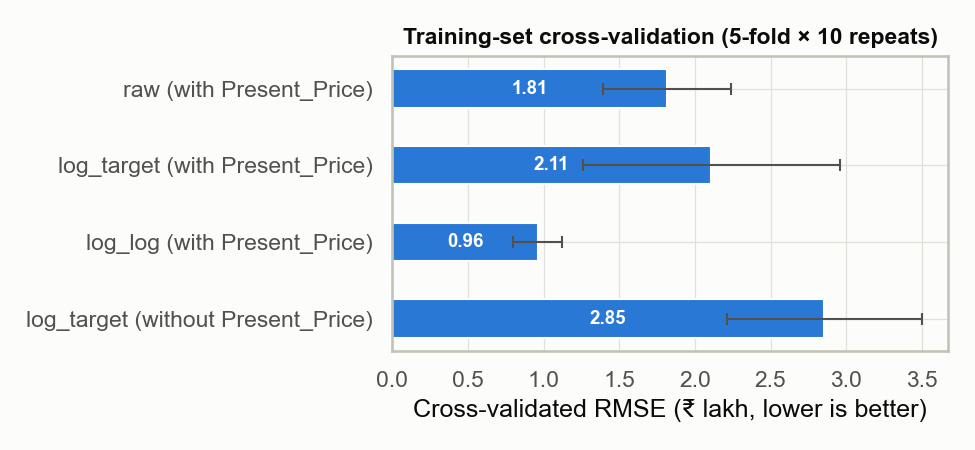 Training-set cross-validation (5-fold × 10 repeats)
raw (with Present_Price)
1.81
log_target (with Present_Price)
2.11
log_log (with Present_Price)
0.96
log_target (without Present_Price)
2.85
0.0 0.5 1.0 1.5 2.0 2.5 3.0 3.5
Cross-validated RMSE (₹ lakh, lower is better)